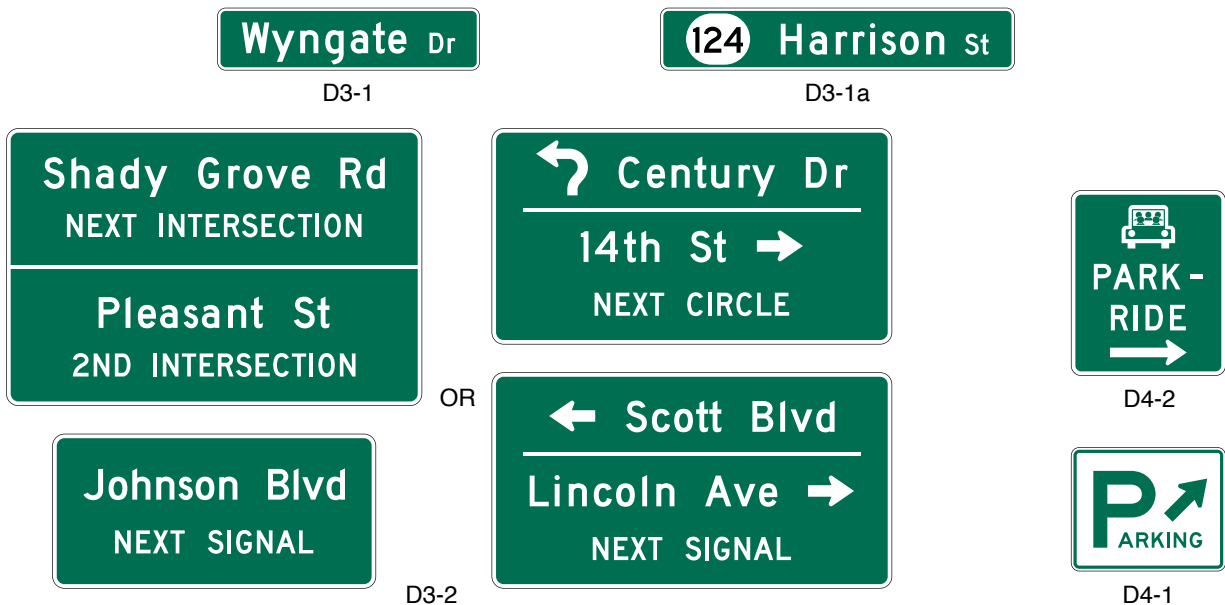 Wyngate Dr
D3-1
124 Harrison St
D3-1a
Shady Grove Rd
NEXT INTERSECTION
Pleasant St
2ND INTERSECTION
Century Dr
14th St
NEXT CIRCLE
OR
Johnson Blvd
NEXT SIGNAL
Scott Blvd
Lincoln Ave
NEXT SIGNAL
D3-2
PARK -
RIDE
D4-2
PARKING
D4-1